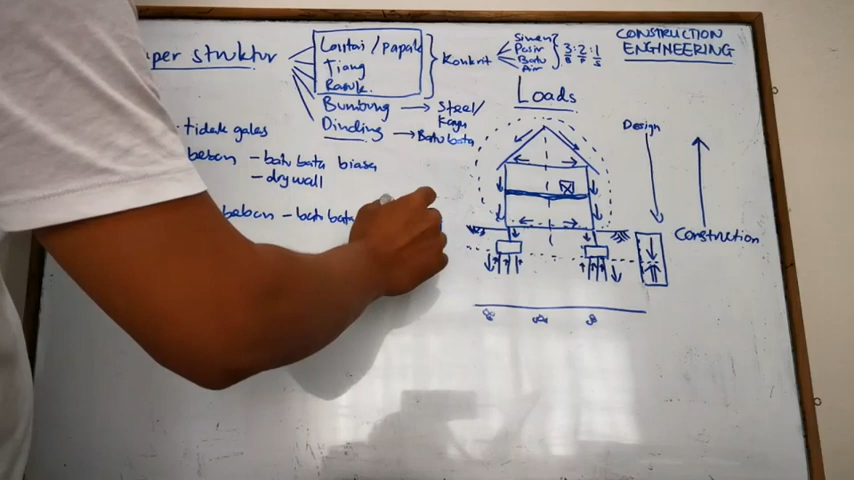 per struktur
Lantai / papak
Tiang
Rasuk.
Bumbung
Dinding
Konkrit
Simen
Pasir
Batu
Air
3:2:1
B P S
Steel/
Kayu
Batu bata
CONSTRUCTION
ENGINEERING
Loads
Design
Construction
• tidak galas
beban - batu bata biasa
- drywall
beban - batu bata